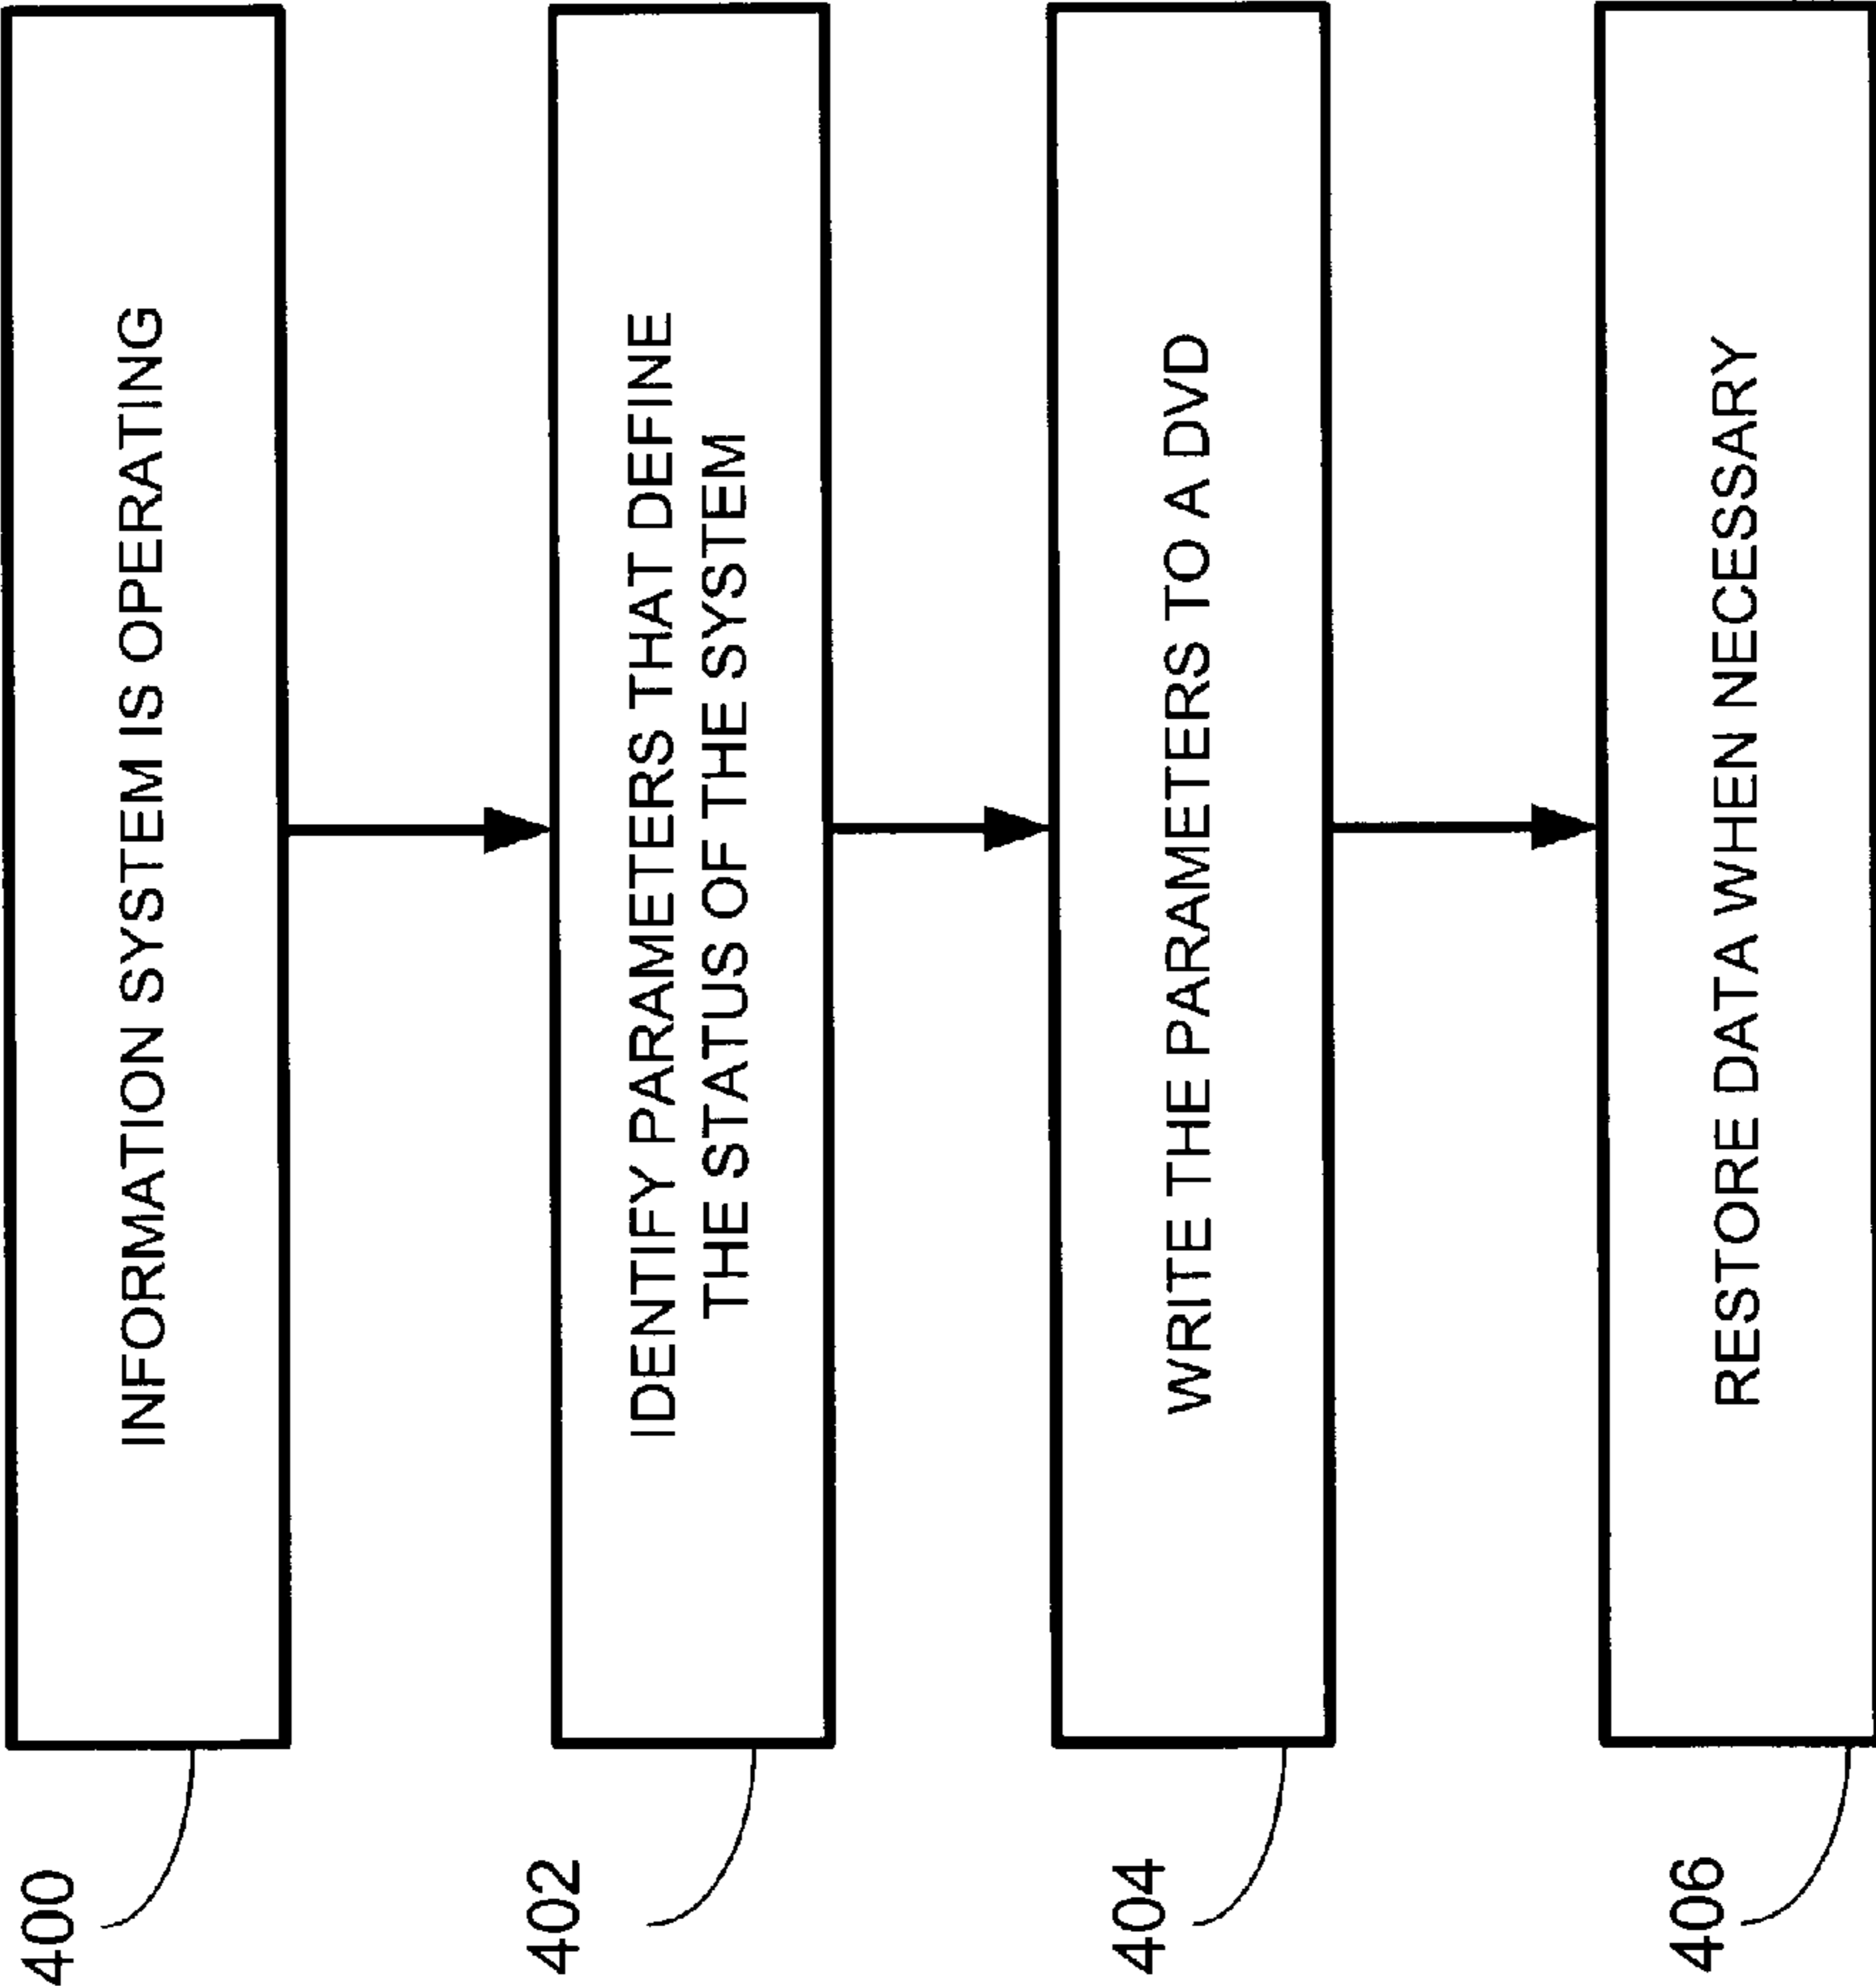 400
INFORMATION SYSTEM IS OPERATING
402
IDENTIFY PARAMETERS THAT DEFINE
THE STATUS OF THE SYSTEM
404
WRITE THE PARAMETERS TO A DVD
406
RESTORE DATA WHEN NECESSARY